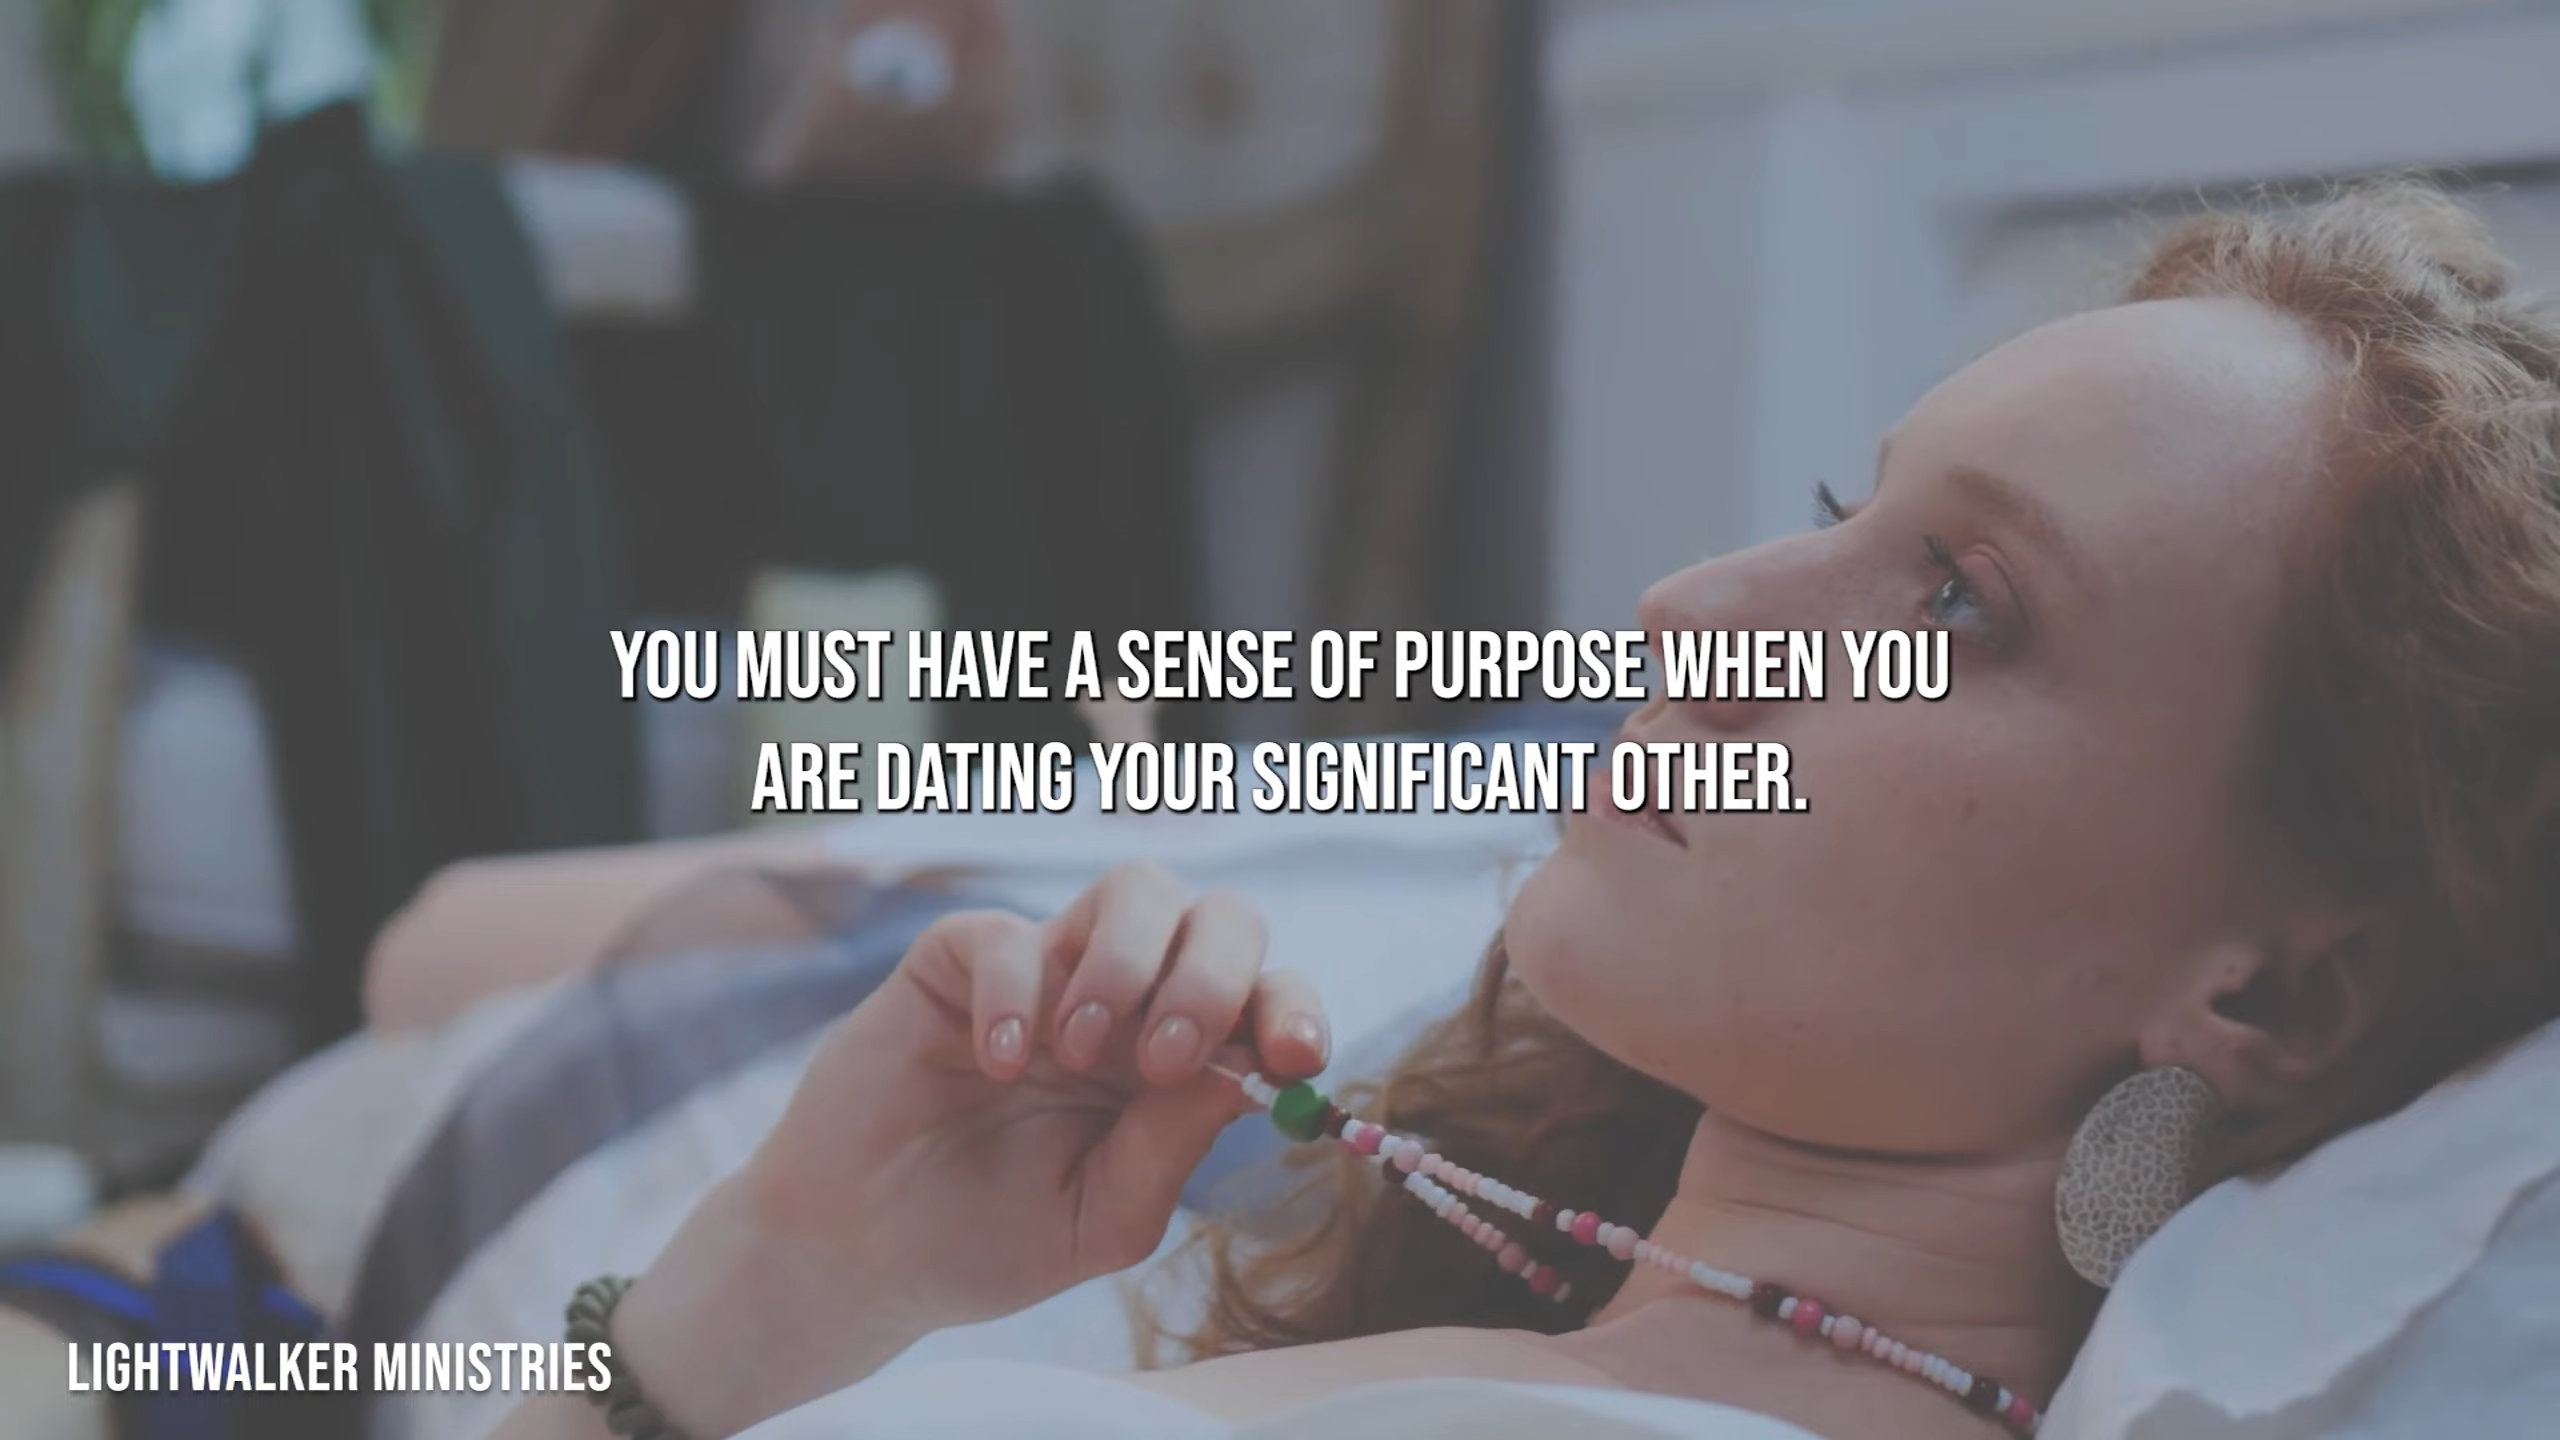 YOU MUST HAVE A SENSE OF PURPOSE WHEN YOU
ARE DATING YOUR SIGNIFICANT OTHER.
LIGHTWALKER MINISTRIES